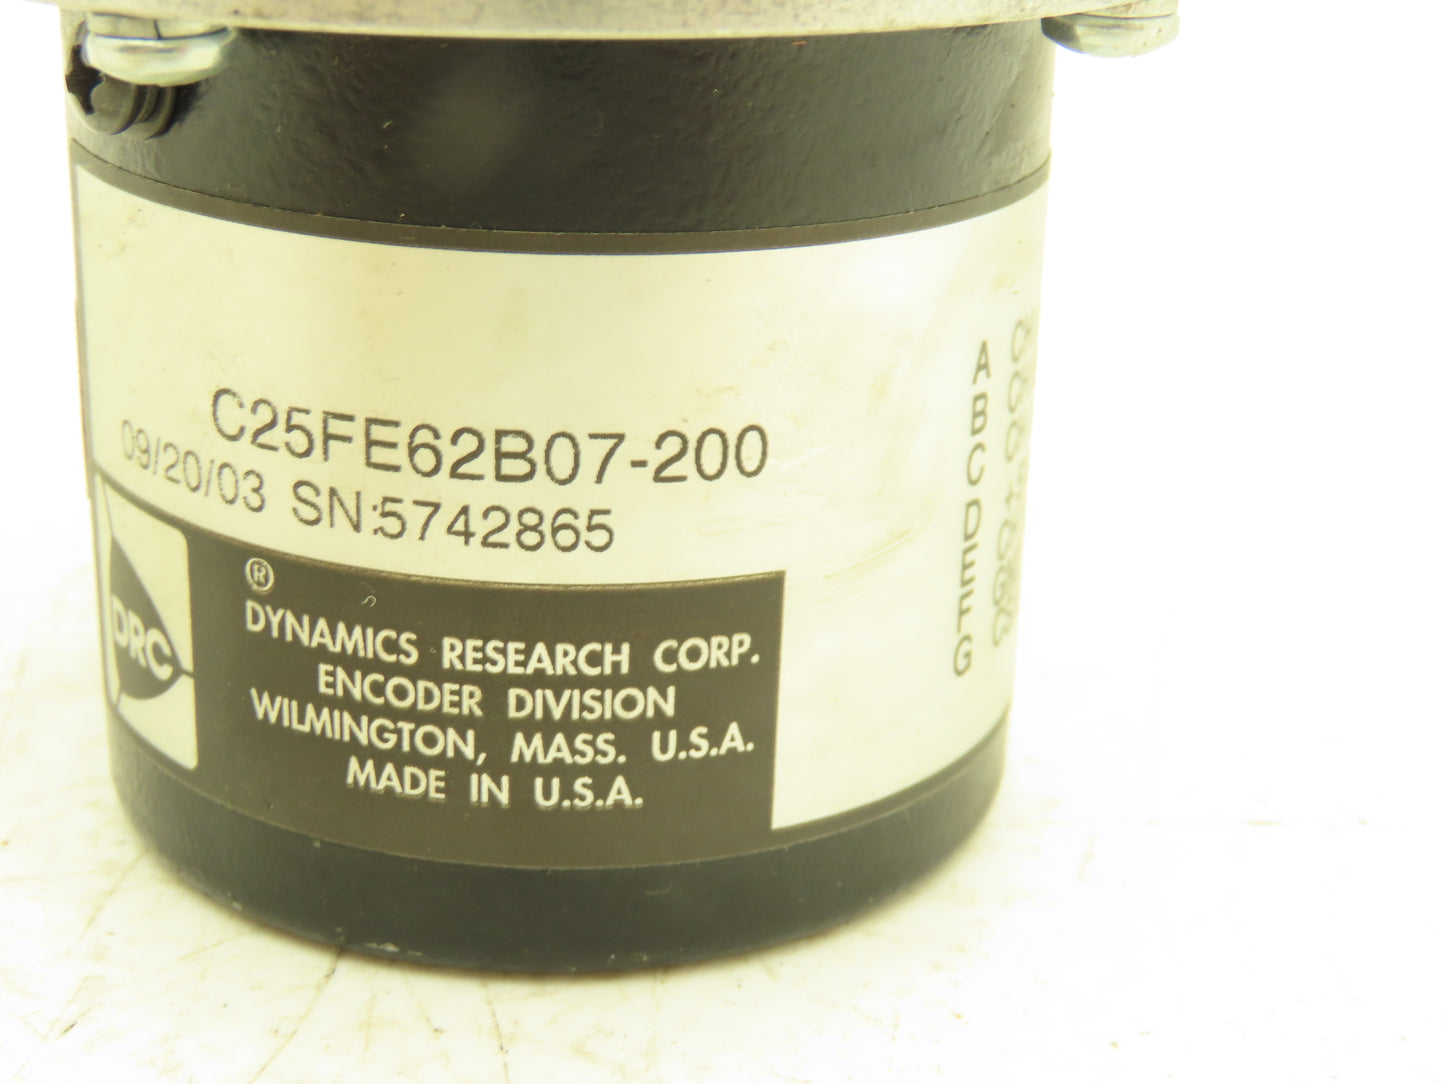 C25FE62B07-200
09/20/03 SN:5742865
DRC
®
DYNAMICS RESEARCH CORP.
ENCODER DIVISION
WILMINGTON, MASS. U.S.A.
MADE IN U.S.A.
A
B
C
D
E
F
G